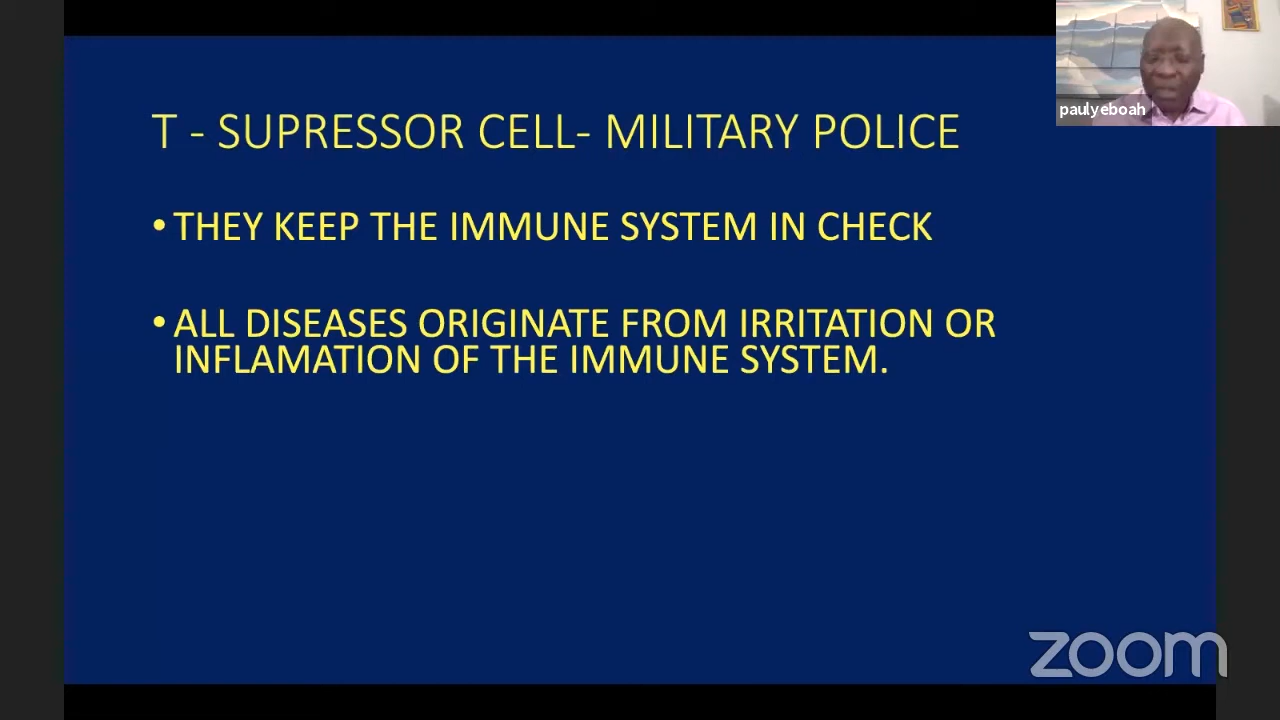 T - SUPRESSOR CELL- MILITARY POLICE
• THEY KEEP THE IMMUNE SYSTEM IN CHECK
• ALL DISEASES ORIGINATE FROM IRRITATION OR
INFLAMATION OF THE IMMUNE SYSTEM.
paulyeboah
zoom